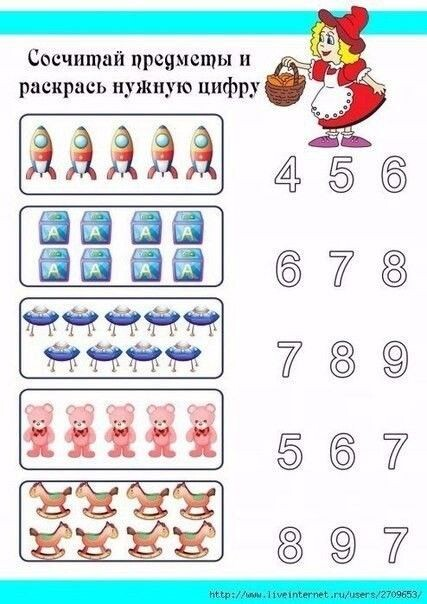 Сосчитай предметы и
раскрась нужную цифру
4 5 6
А А А А
А А А А
6 7 8
7 8 9
5 6 7
8 9 7
http://www.liveinternet.ru/users/2709653/